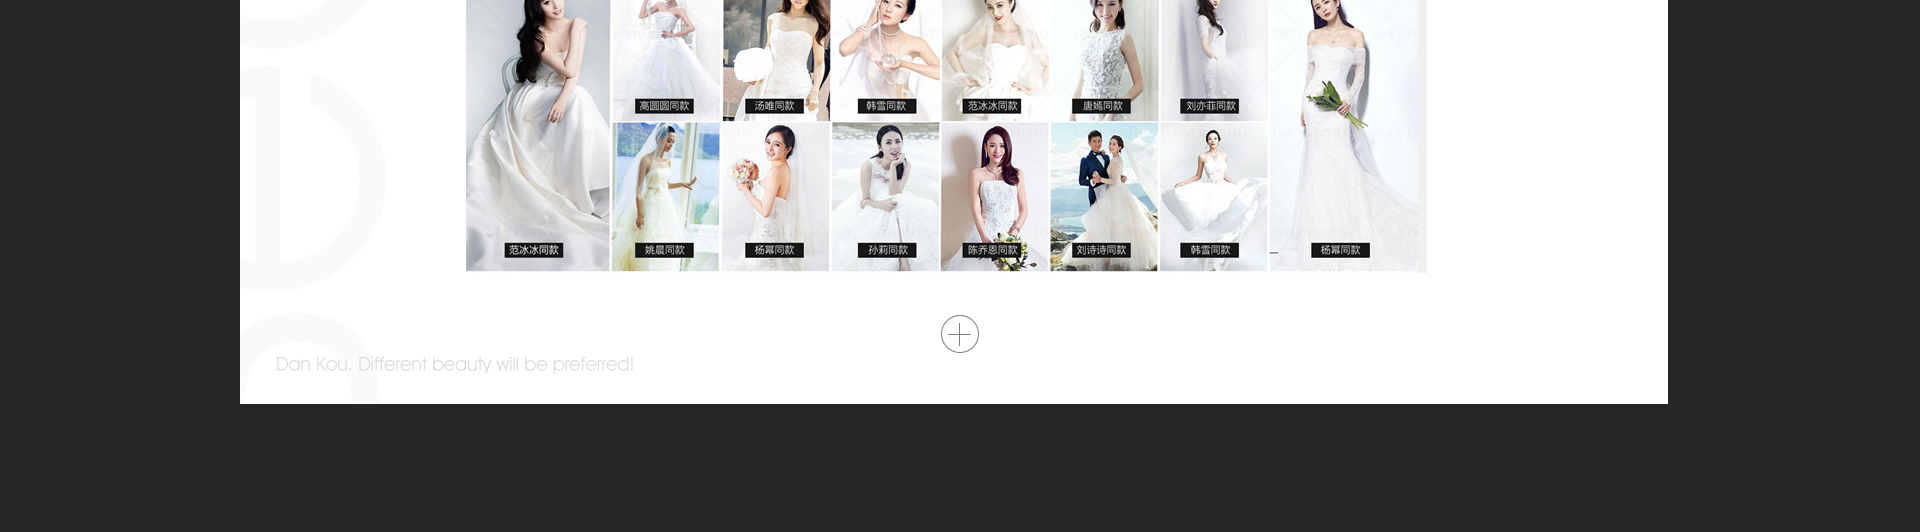 高圆圆同款
汤唯同款
韩雪同款
范冰冰同款
唐嫣同款
刘亦菲同款
范冰冰同款
姚晨同款
杨幂同款
孙莉同款
陈乔恩同款
刘诗诗同款
韩雪同款
杨幂同款
Dan Kou. Different beauty will be preferred!